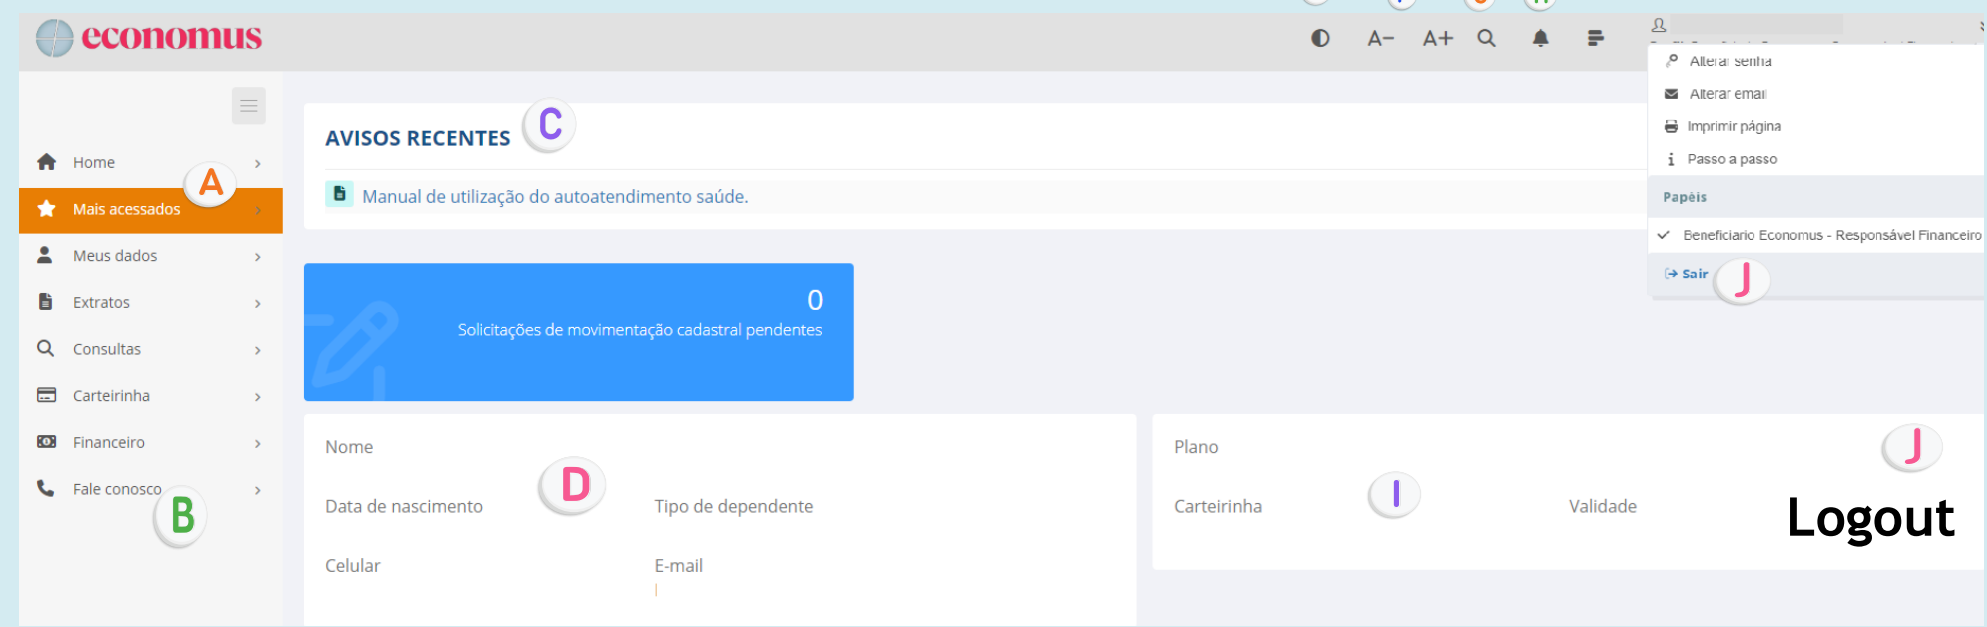 economus
A− A+
Alterar senha
Alterar email
Imprimir página
Passo a passo
Papéis
Beneficiario Economus - Responsável Financeiro
Sair
J
Home
A
Mais acessados
Meus dados
Extratos
Consultas
Carteirinha
Financeiro
Fale conosco
B
AVISOS RECENTES
C
Manual de utilização do autoatendimento saúde.
0
Solicitações de movimentação cadastral pendentes
Nome
D
Data de nascimento Tipo de dependente
Celular E-mail
Plano
J
I
Carteirinha Validade
Logout